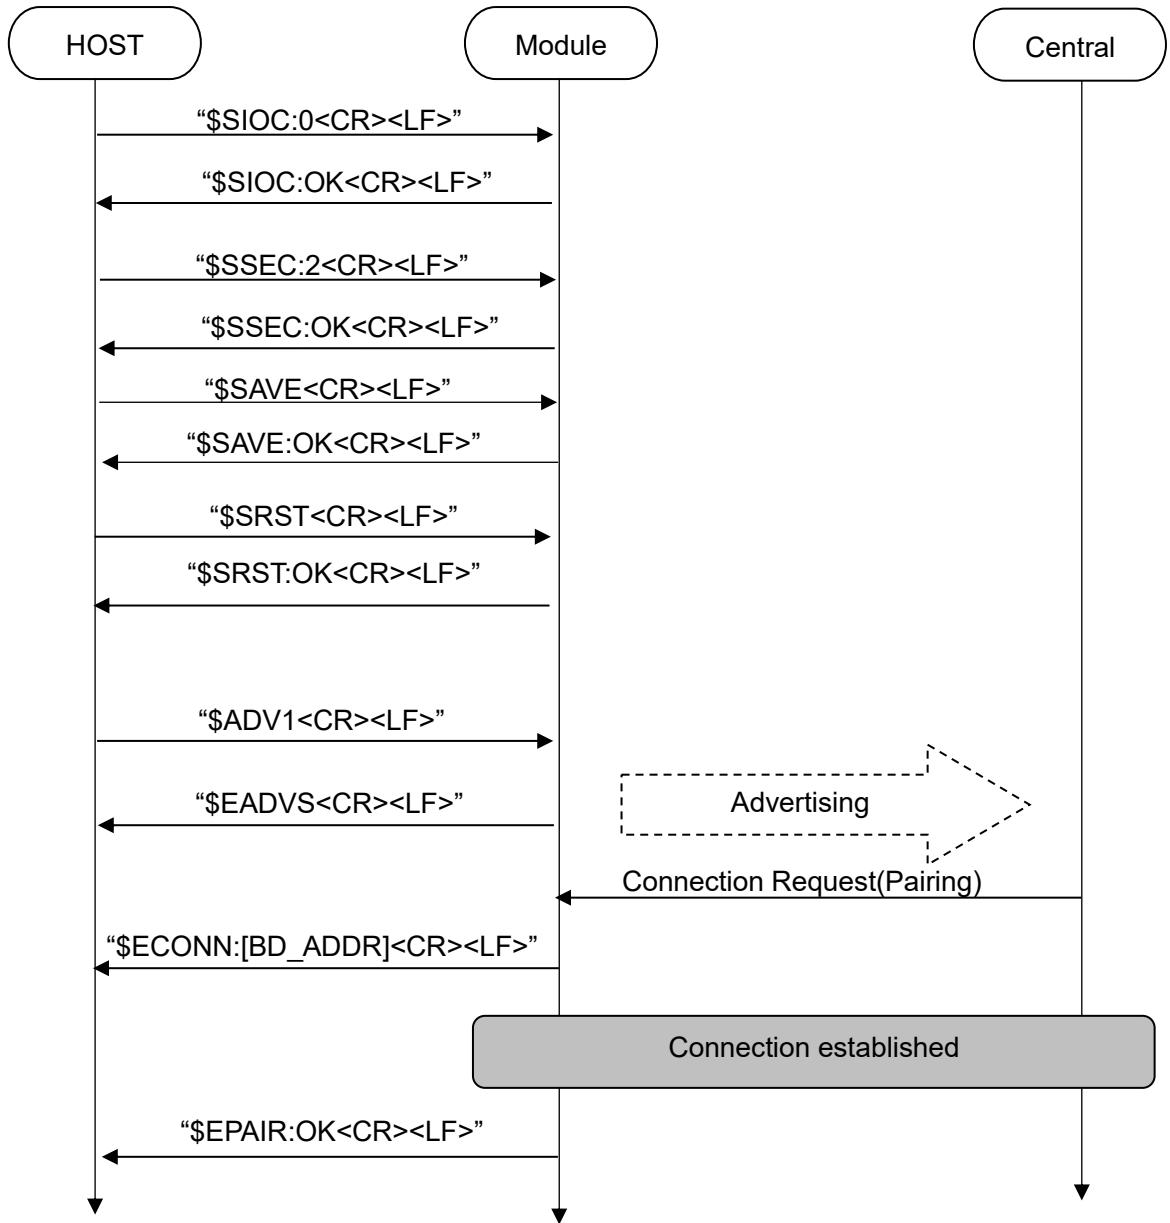 HOST
Module
Central
“$SIOC:0<CR><LF>”
“$SIOC:OK<CR><LF>”
“$SSEC:2<CR><LF>”
“$SSEC:OK<CR><LF>”
“$SAVE<CR><LF>”
“$SAVE:OK<CR><LF>”
“$SRST<CR><LF>”
“$SRST:OK<CR><LF>”
“$ADV1<CR><LF>”
“$EADVS<CR><LF>”
Advertising
Connection Request(Pairing)
“$ECONN:[BD_ADDR]<CR><LF>”
Connection established
“$EPAIR:OK<CR><LF>”